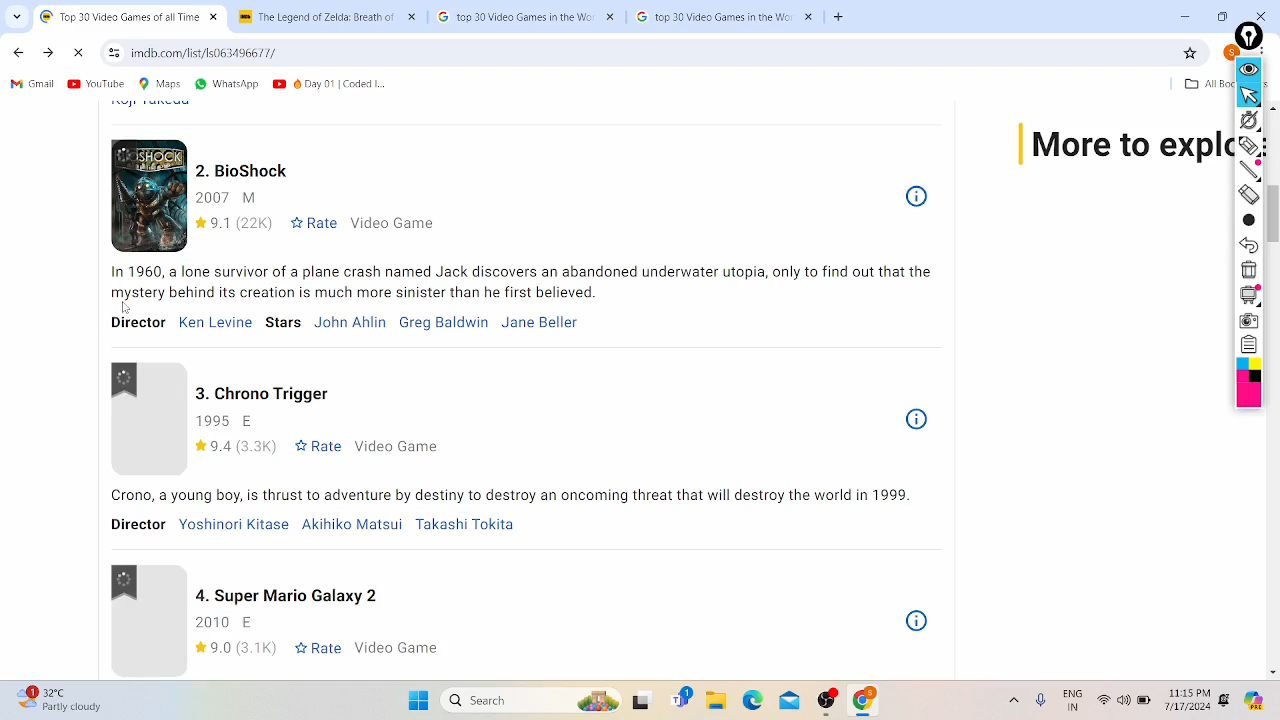 Top 30 Video Games of all Time
The Legend of Zelda: Breath of
top 30 Video Games in the Wor
top 30 Video Games in the Wor
imdb.com/list/ls063496677/
S
Gmail
YouTube
Maps
WhatsApp
Day 01 | Coded I...
All Boo
Koji Takeda
More to explo
2. BioShock
2007 M
9.1 (22K) Rate Video Game
In 1960, a lone survivor of a plane crash named Jack discovers an abandoned underwater utopia, only to find out that the
mystery behind its creation is much more sinister than he first believed.
Director Ken Levine Stars John Ahlin Greg Baldwin Jane Beller
3. Chrono Trigger
1995 E
9.4 (3.3K) Rate Video Game
Crono, a young boy, is thrust to adventure by destiny to destroy an oncoming threat that will destroy the world in 1999.
Director Yoshinori Kitase Akihiko Matsui Takashi Tokita
4. Super Mario Galaxy 2
2010 E
9.0 (3.1K) Rate Video Game
1
32°C
Partly cloudy
Search
1
S
ENG
IN
11:15 PM
7/17/2024
PRE